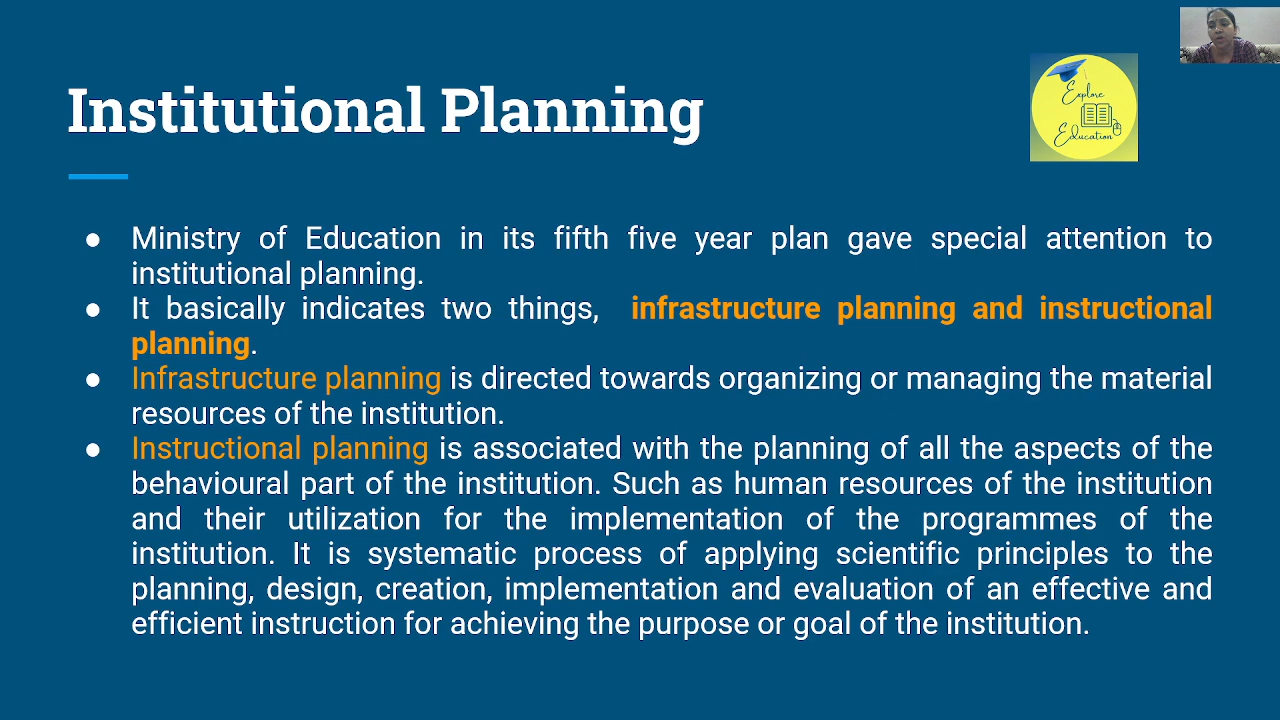 Institutional Planning
Explore
Education
● Ministry of Education in its fifth five year plan gave special attention to
institutional planning.
● It basically indicates two things, infrastructure planning and instructional
planning.
● Infrastructure planning is directed towards organizing or managing the material
resources of the institution.
● Instructional planning is associated with the planning of all the aspects of the
behavioural part of the institution. Such as human resources of the institution
and their utilization for the implementation of the programmes of the
institution. It is systematic process of applying scientific principles to the
planning, design, creation, implementation and evaluation of an effective and
efficient instruction for achieving the purpose or goal of the institution.